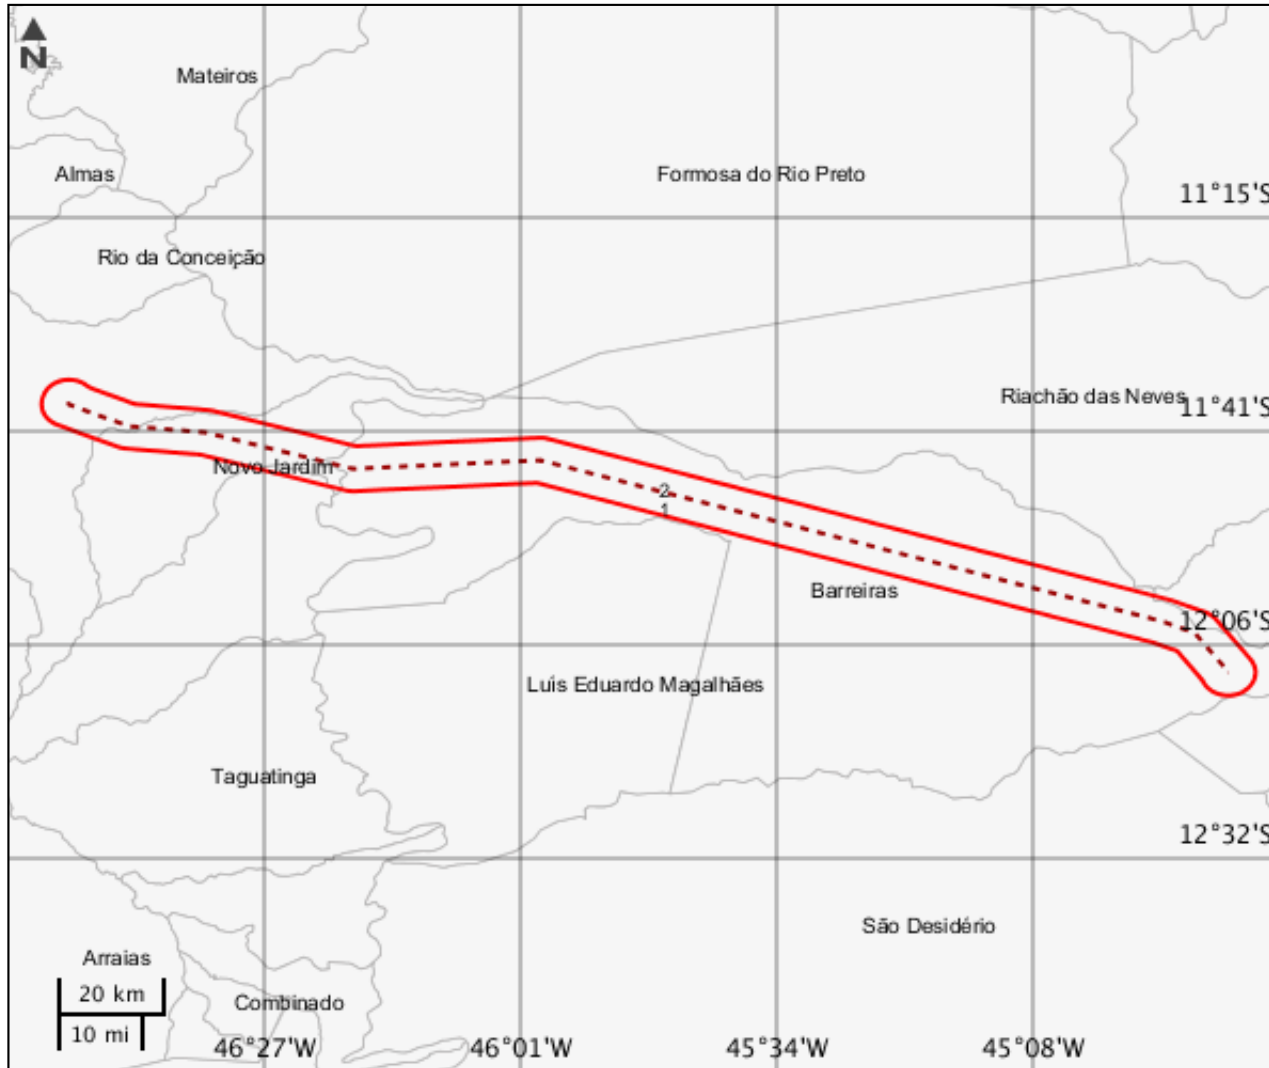 N
Mateiros
Almas
Formosa do Rio Preto
11°15'S
Rio da Conceição
Riachão das Neves
11°41'S
Novo Jardim
2
1
Barreiras
12°06'S
Luís Eduardo Magalhães
Taguatinga
12°32'S
São Desidério
Arraias
20 km
Combinado
10 mi
46°27'W
46°01'W
45°34'W
45°08'W